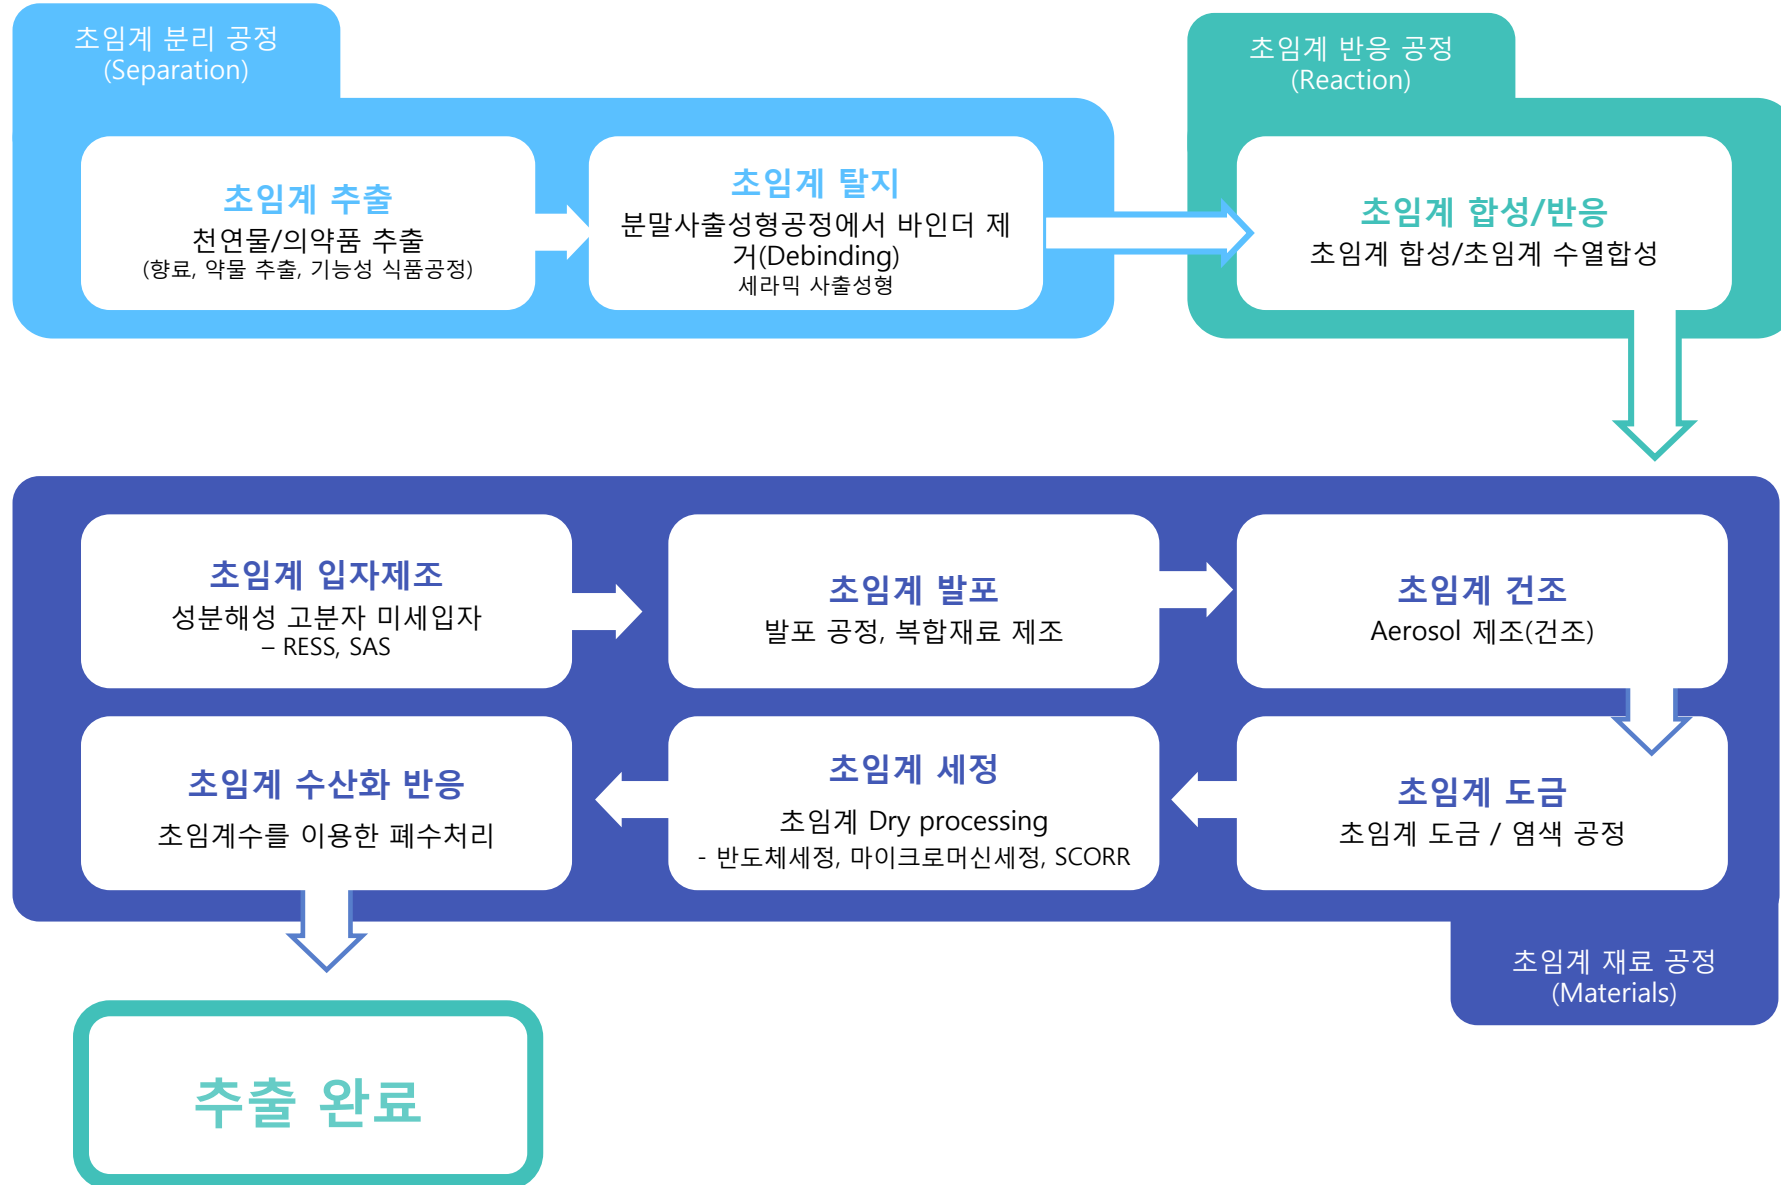 초임계 분리 공정
(Separation)
초임계 반응 공정
(Reaction)
초임계 추출
천연물/의약품 추출
(향료, 약물 추출, 기능성 식품공정)
초임계 탈지
분말사출성형공정에서 바인더 제
거(Debinding)
세라믹 사출성형
초임계 합성/반응
초임계 합성/초임계 수열합성
초임계 입자제조
성분해성 고분자 미세입자
– RESS, SAS
초임계 발포
발포 공정, 복합재료 제조
초임계 건조
Aerosol 제조(건조)
초임계 수산화 반응
초임계수를 이용한 폐수처리
초임계 세정
초임계 Dry processing
- 반도체세정, 마이크로머신세정, SCORR
초임계 도금
초임계 도금 / 염색 공정
초임계 재료 공정
(Materials)
추출 완료